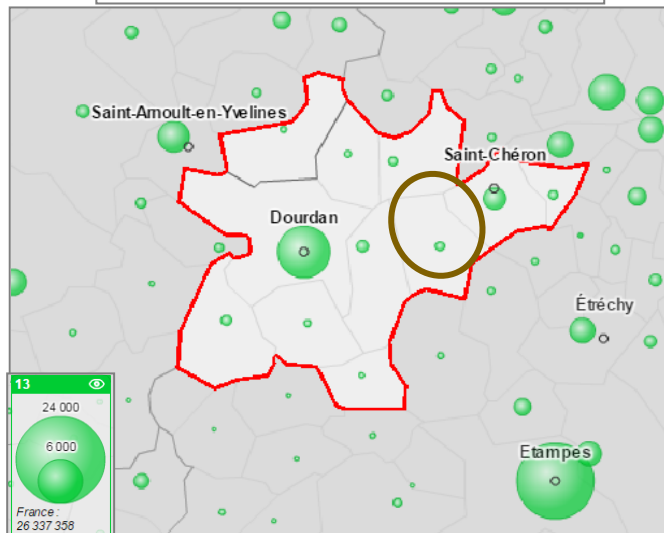 Saint-Arnoult-en-Yvelines
Saint-Chéron
Dourdan
Étréchy
13
24 000
6 000
Etampes
France :
26 337 358